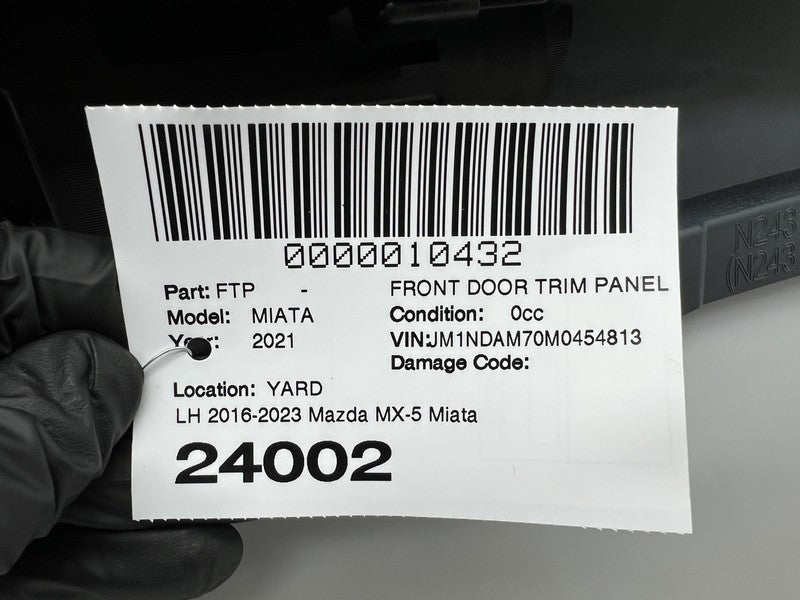 0000010432
Part: FTP - FRONT DOOR TRIM PANEL
Model: MIATA Condition: 0cc
Year: 2021 VIN:JM1NDAM70M0454813
Damage Code:
Location: YARD
LH 2016-2023 Mazda MX-5 Miata
24002
N243
(N243